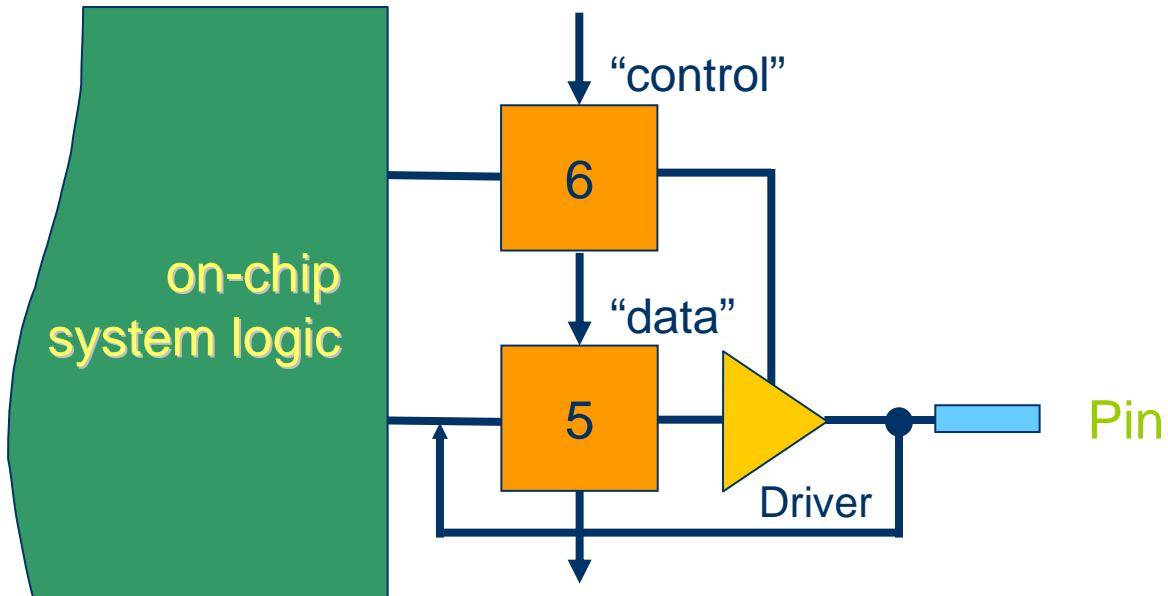 “control”
6
on-chip
system logic
“data”
5
Pin
Driver